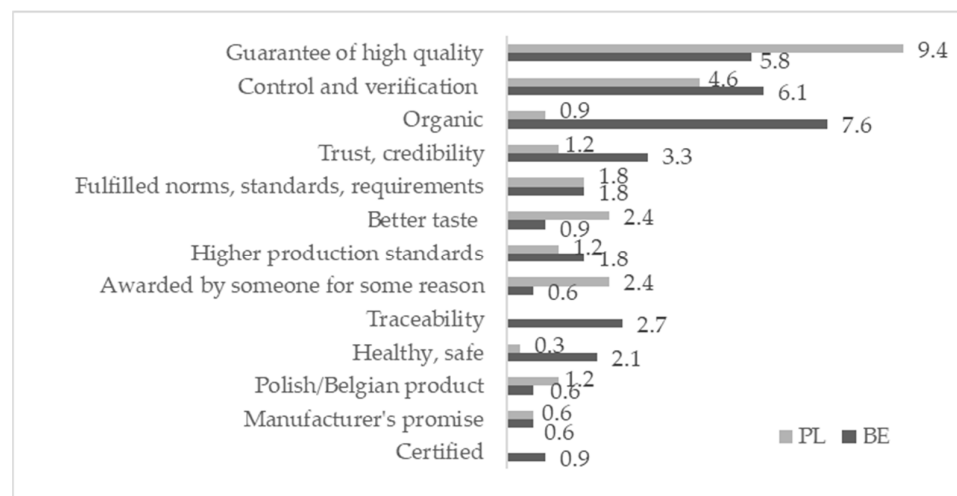 Guarantee of high quality 9.4
5.8
Control and verification 4.6
6.1
Organic 0.9
7.6
Trust, credibility 1.2
3.3
Fulfilled norms, standards, requirements 1.8
1.8
Better taste 2.4
0.9
Higher production standards 1.2
1.8
Awarded by someone for some reason 2.4
0.6
Traceability 2.7
Healthy, safe 0.3
2.1
Polish/Belgian product 1.2
0.6
Manufacturer's promise 0.6
0.6
Certified 0.9
PL BE